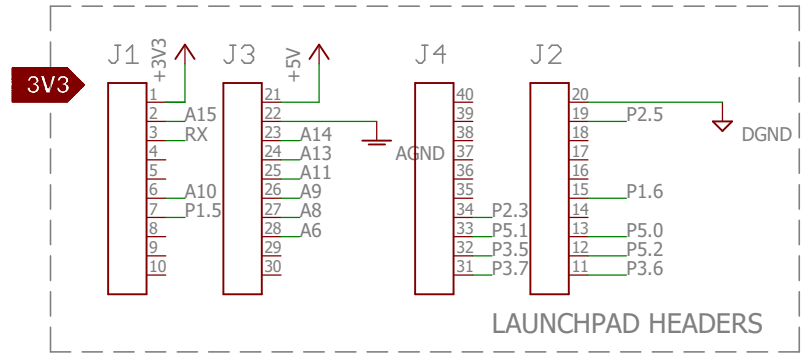 J1 J3 J4 J2
+3V3 +5V
3V3
1 21 40 20
2 A15 22 39 19 P2.5
3 RX 23 A14 38 18 DGND
4 24 A13 AGND 37 17
5 25 A11 36 16
6 A10 26 A9 35 15 P1.6
7 P1.5 27 A8 34 P2.3 14
8 28 A6 33 P5.1 13 P5.0
9 29 32 P3.5 12 P5.2
10 30 31 P3.7 11 P3.6
LAUNCHPAD HEADERS